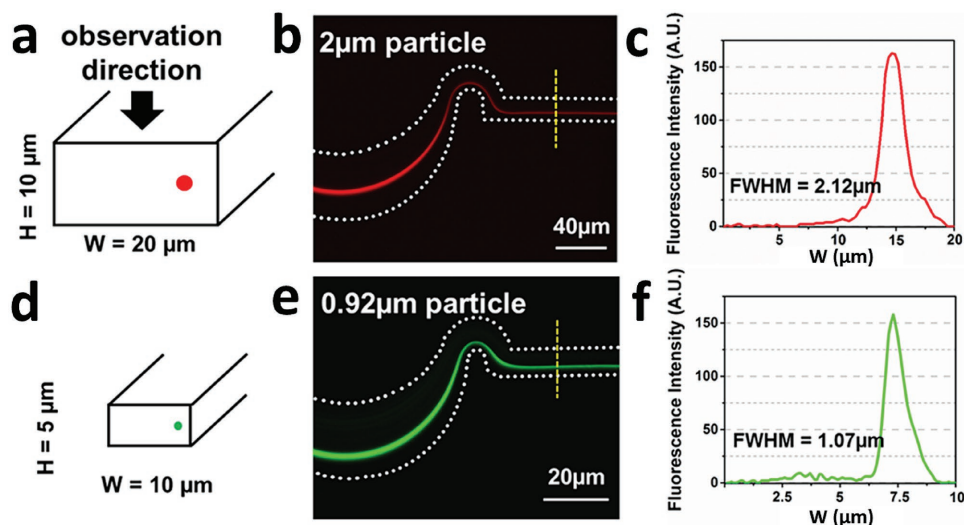 a
observation
direction
H = 10 µm
W = 20 µm
b
2µm particle
40µm
c
Fluorescence Intensity (A.U.)
150
100
50
0
FWHM = 2.12µm
5
10
15
20
W (µm)
d
H = 5 µm
W = 10 µm
e
0.92µm particle
20µm
f
Fluorescence Intensity (A.U.)
150
100
50
0
FWHM = 1.07µm
2.5
5
7.5
10
W (µm)